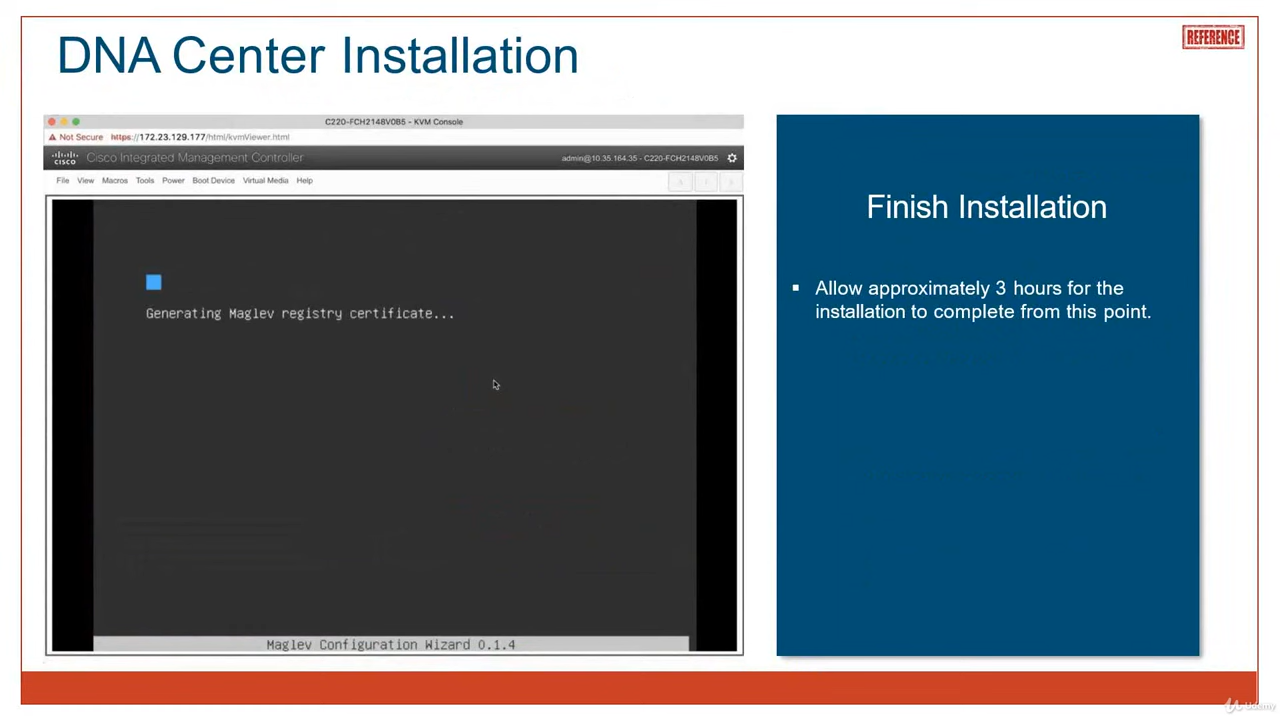 DNA Center Installation
REFERENCE
C220-FCH2148V0B5 - KVM Console
Not Secure https://172.23.129.177/html/kvmViewer.html
CISCO Cisco Integrated Management Controller admin@10.35.164.35 - C220-FCH2148V0B5
File View Macros Tools Power Boot Device Virtual Media Help
Generating Maglev registry certificate...
Maglev Configuration Wizard 0.1.4
Finish Installation
▪ Allow approximately 3 hours for the
installation to complete from this point.
Udemy